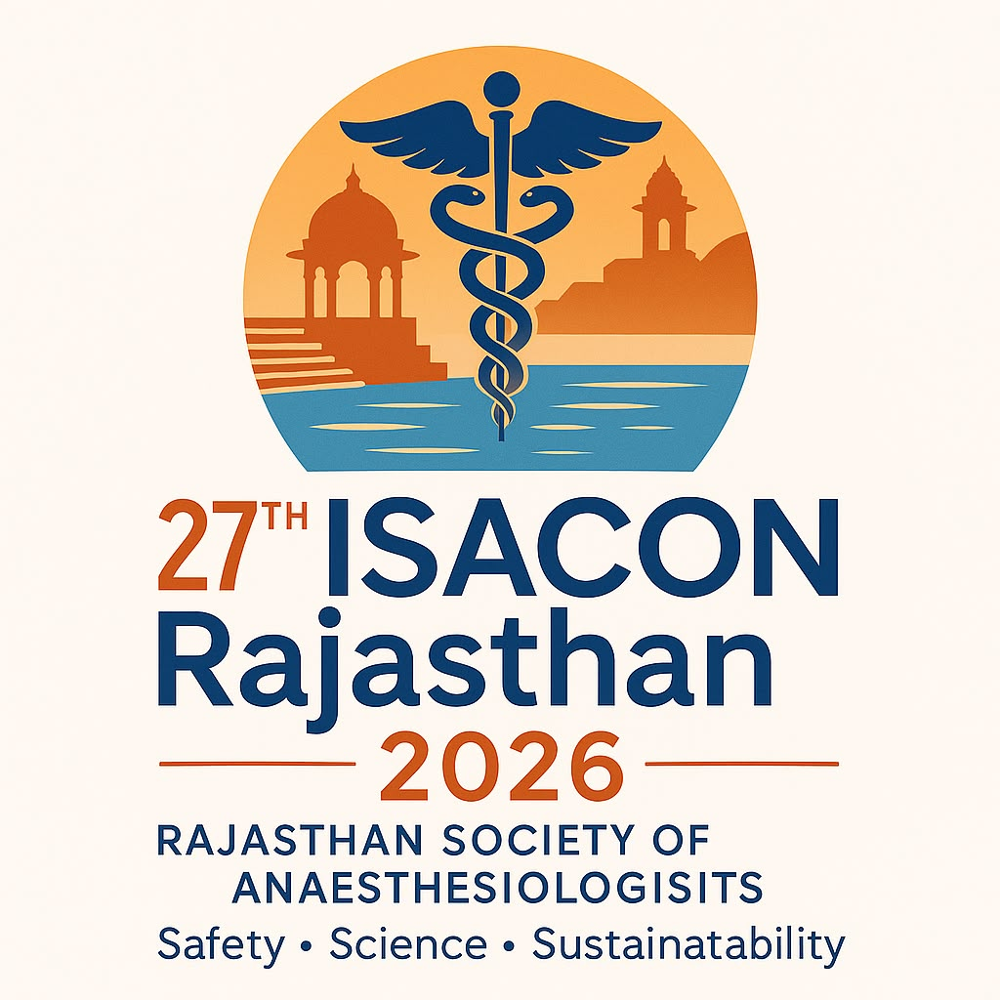 27TH ISACON
Rajasthan
2026
RAJASTHAN SOCIETY OF
ANAESTHESIOLOGISITS
Safety • Science • Sustainatability